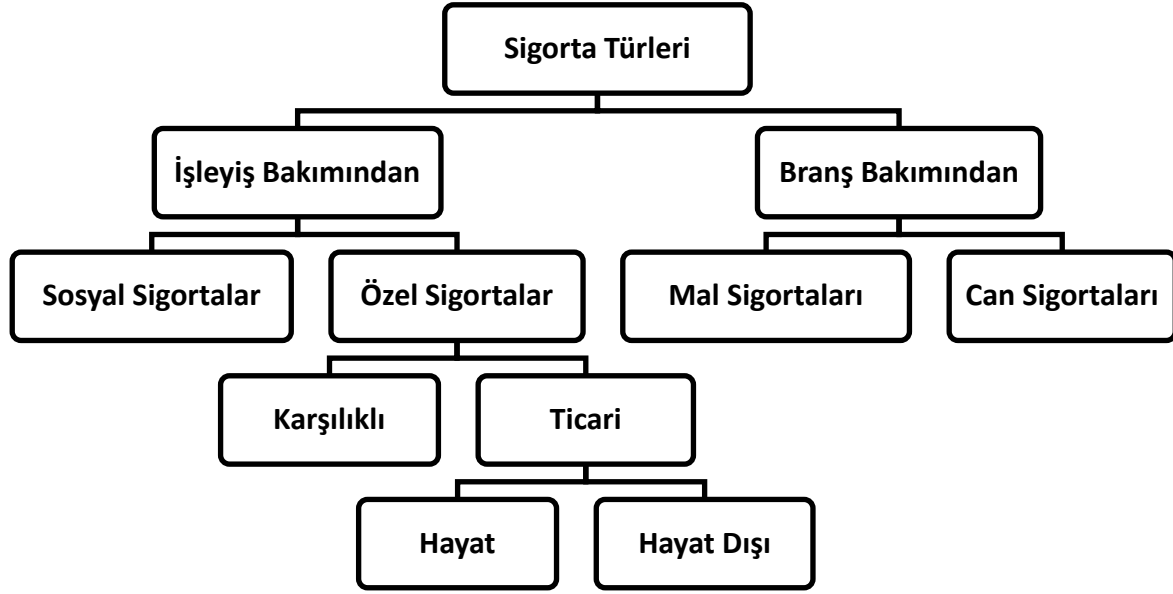 Sigorta Türleri
İşleyiş Bakımından
Branş Bakımından
Sosyal Sigortalar
Özel Sigortalar
Mal Sigortaları
Can Sigortaları
Karşılıklı
Ticari
Hayat
Hayat Dışı